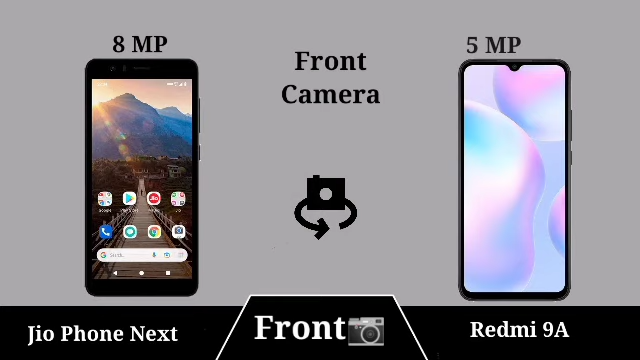 8 MP
Front
Camera
5 MP
Jio Phone Next
Front
Redmi 9A